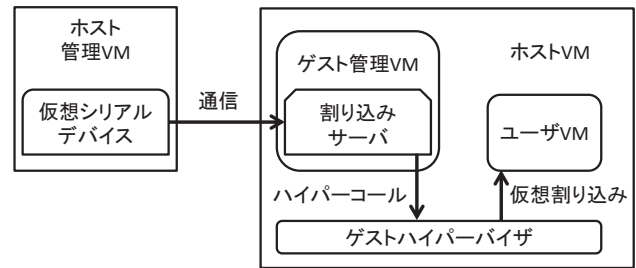 ホスト
管理VM
仮想シリアル
デバイス
通信
ゲスト管理VM
割り込み
サーバ
ホストVM
ユーザVM
ハイパーコール
仮想割り込み
ゲストハイパーバイザ